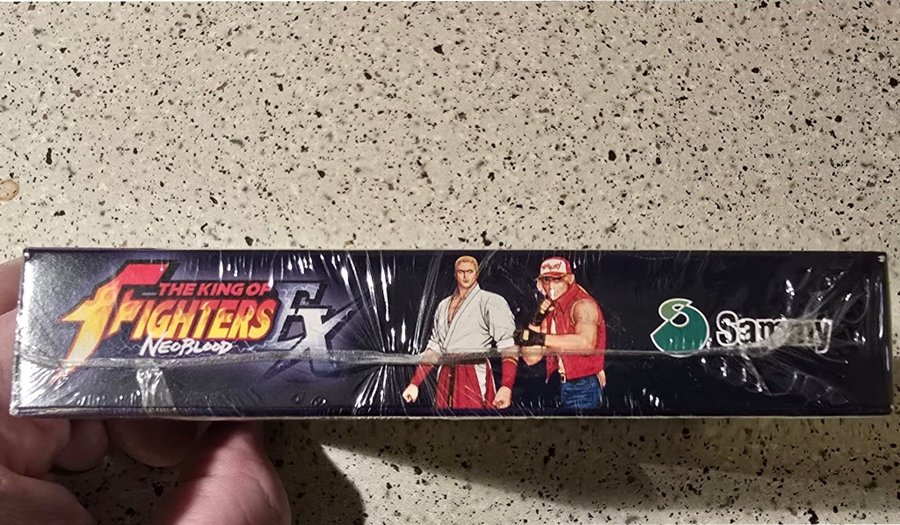 THE KING OF
FIGHTERS
EX
NEOBLOOD
Sammy